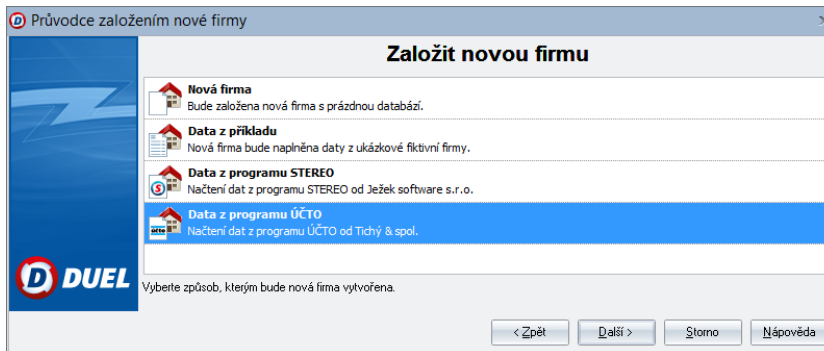 Průvodce založením nové firmy
Založit novou firmu
Nová firma
Bude založena nová firma s prázdnou databází.
Data z příkladu
Nová firma bude naplněna daty z ukázkové fiktivní firmy.
Data z programu STEREO
Načtení dat z programu STEREO od Ježek software s.r.o.
Data z programu ÚČTO
Načtení dat z programu ÚČTO od Tichý & spol.
DUEL
Vyberte způsob, kterým bude nová firma vytvořena.
< Zpět
Další >
Storno
Nápověda